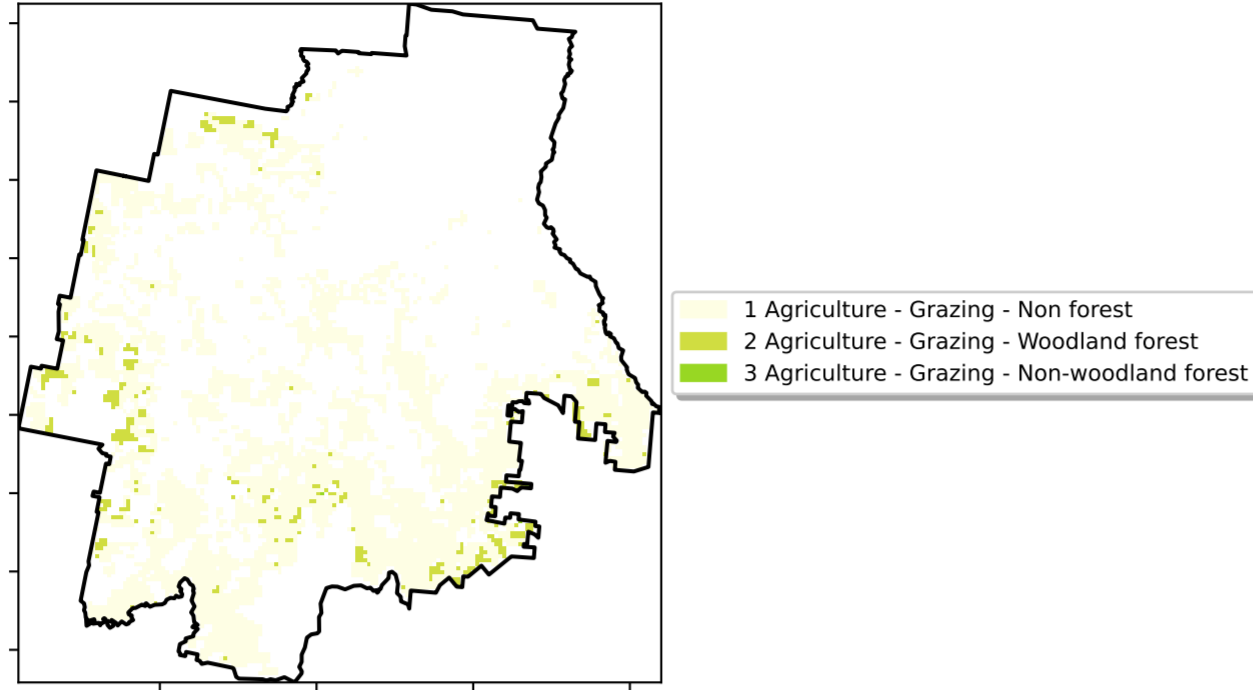 1 Agriculture - Grazing - Non forest
2 Agriculture - Grazing - Woodland forest
3 Agriculture - Grazing - Non-woodland forest